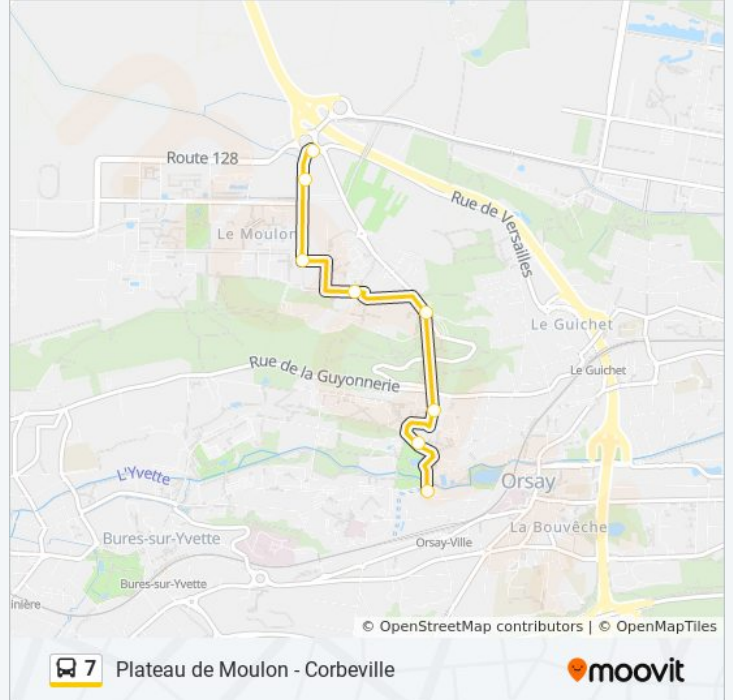 Route 128
Rue de Versailles
Le Moulon
Le Guichet
Rue de la Guyonnerie
Le Guichet
L'Yvette
Orsay
La Bouvêche
Bures-sur-Yvette
Orsay-Ville
Bures-sur-Yvette
inière
© OpenStreetMap contributors | © OpenMapTiles
7 Plateau de Moulon - Corbeville
moovit